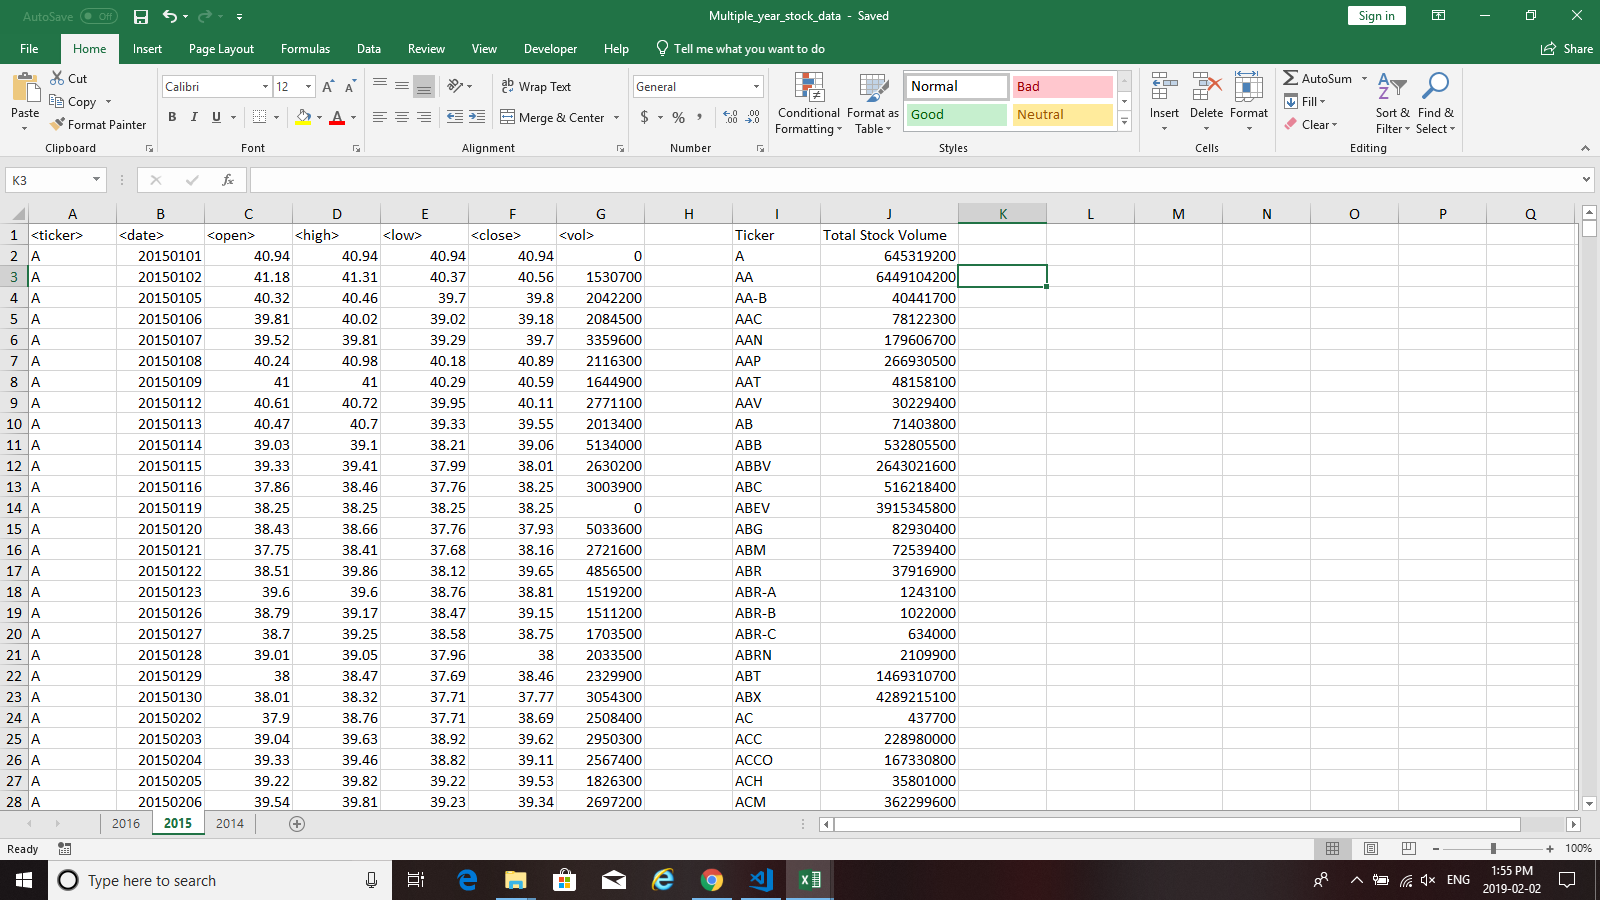 AutoSave Off Multiple_year_stock_data - Saved Sign in
File Home Insert Page Layout Formulas Data Review View Developer Help Tell me what you want to do Share
Paste Cut Copy Format Painter Clipboard
Calibri 12 B I U A A A Font
ab Wrap Text Merge & Center Alignment
General $ % , .00 .00 Number
Conditional Formatting Format as Table Normal Bad Good Neutral Styles
Insert Delete Format Cells
AutoSum Fill Clear Sort & Filter Find & Select Editing
K3 fx
A B C D E F G H I J K L M N O P Q
1 <ticker> <date> <open> <high> <low> <close> <vol> Ticker Total Stock Volume
2 A 20150101 40.94 40.94 40.94 40.94 0 A 645319200
3 A 20150102 41.18 41.31 40.37 40.56 1530700 AA 6449104200
4 A 20150105 40.32 40.46 39.7 39.8 2042200 AA-B 40441700
5 A 20150106 39.81 40.02 39.02 39.18 2084500 AAC 78122300
6 A 20150107 39.52 39.81 39.29 39.7 3359600 AAN 179606700
7 A 20150108 40.24 40.98 40.18 40.89 2116300 AAP 266930500
8 A 20150109 41 41 40.29 40.59 1644900 AAT 48158100
9 A 20150112 40.61 40.72 39.95 40.11 2771100 AAV 30229400
10 A 20150113 40.47 40.7 39.33 39.55 2013400 AB 71403800
11 A 20150114 39.03 39.1 38.21 39.06 5134000 ABB 532805500
12 A 20150115 39.33 39.41 37.99 38.01 2630200 ABBV 2643021600
13 A 20150116 37.86 38.46 37.76 38.25 3003900 ABC 516218400
14 A 20150119 38.25 38.25 38.25 38.25 0 ABEV 3915345800
15 A 20150120 38.43 38.66 37.76 37.93 5033600 ABG 82930400
16 A 20150121 37.75 38.41 37.68 38.16 2721600 ABM 72539400
17 A 20150122 38.51 39.86 38.12 39.65 4856500 ABR 37916900
18 A 20150123 39.6 39.6 38.76 38.81 1519200 ABR-A 1243100
19 A 20150126 38.79 39.17 38.47 39.15 1511200 ABR-B 1022000
20 A 20150127 38.7 39.25 38.58 38.75 1703500 ABR-C 634000
21 A 20150128 39.01 39.05 37.96 38 2033500 ABRN 2109900
22 A 20150129 38 38.47 37.69 38.46 2329900 ABT 1469310700
23 A 20150130 38.01 38.32 37.71 37.77 3054300 ABX 4289215100
24 A 20150202 37.9 38.76 37.71 38.69 2508400 AC 437700
25 A 20150203 39.04 39.63 38.92 39.62 2950300 ACC 228980000
26 A 20150204 39.33 39.46 38.82 39.11 2567400 ACCO 167330800
27 A 20150205 39.22 39.82 39.22 39.53 1826300 ACH 35801000
28 A 20150206 39.54 39.81 39.23 39.34 2697200 ACM 362299600
2016 2015 2014
Ready 100%
Type here to search ENG 1:55 PM
2019-02-02